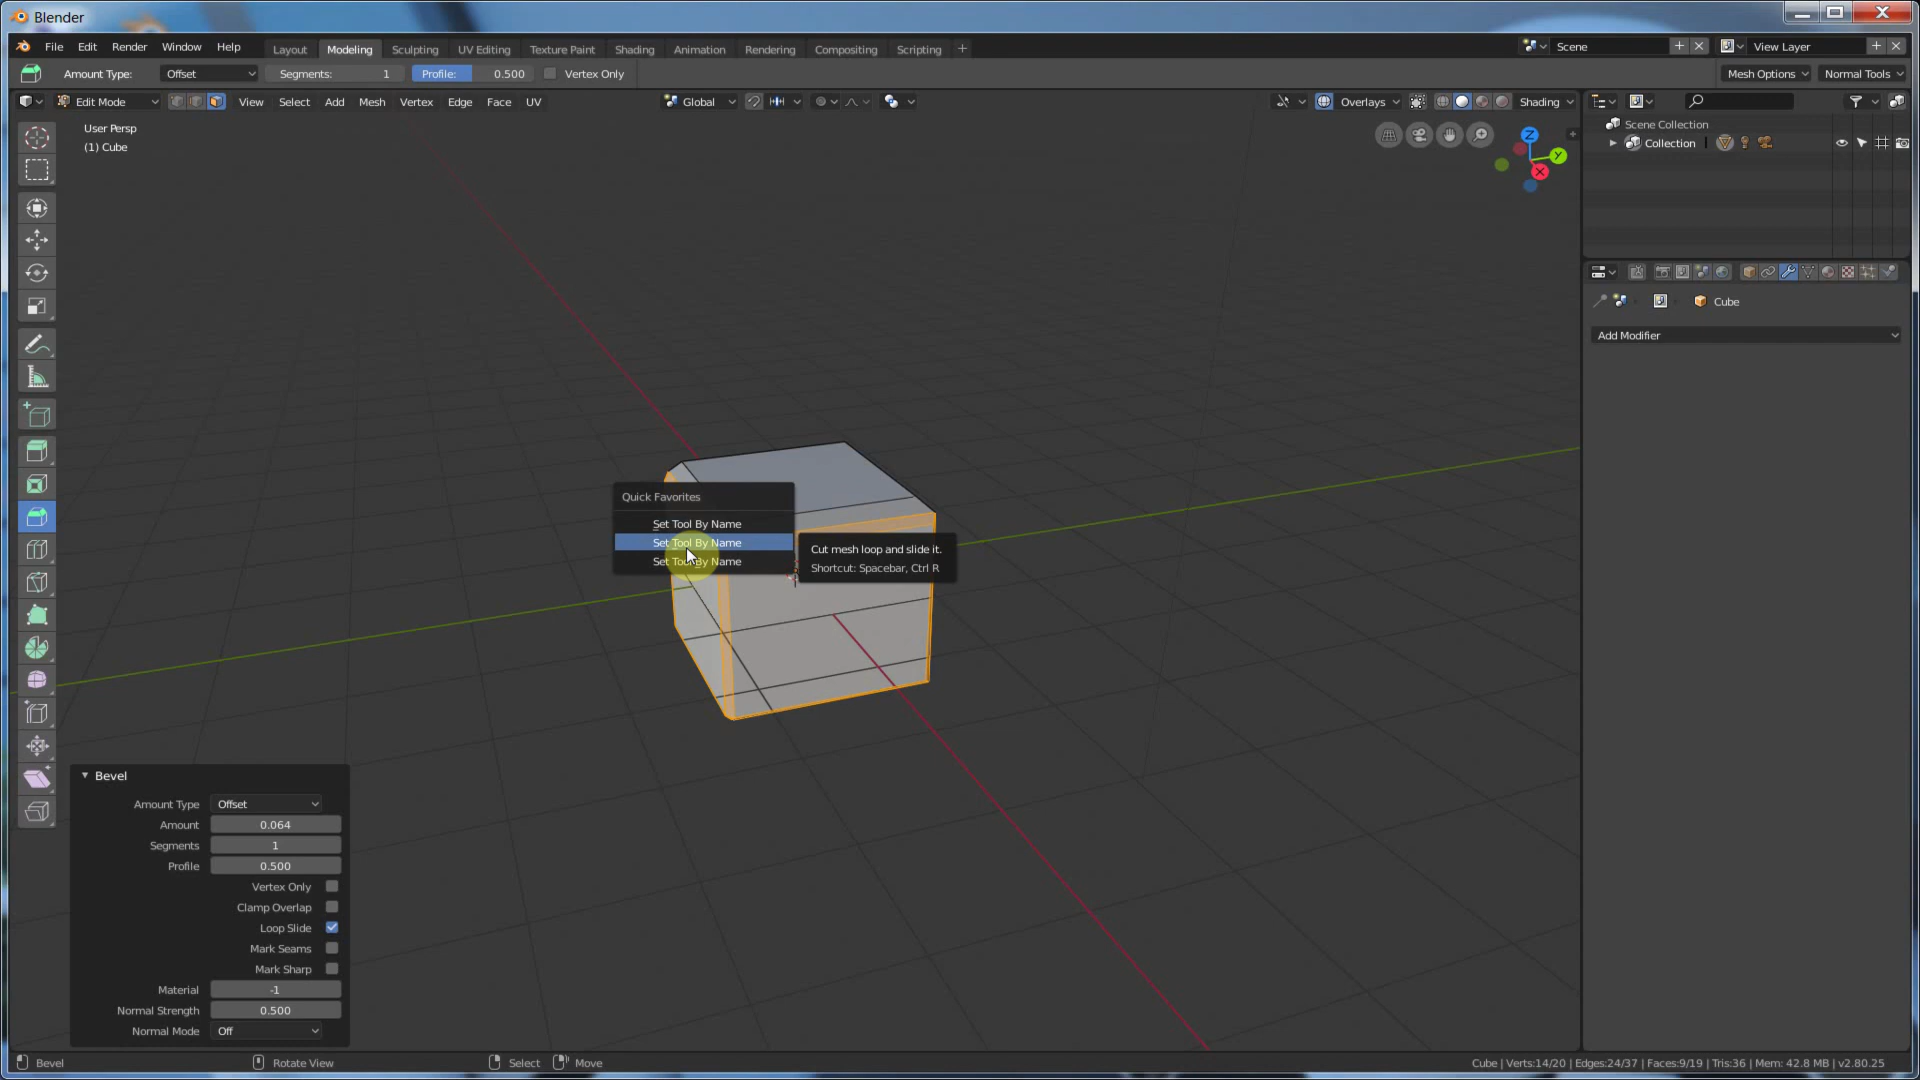 Blender
File Edit Render Window Help
Layout Modeling Sculpting UV Editing Texture Paint Shading Animation Rendering Compositing Scripting +
Scene
View Layer
Amount Type: Offset Segments: 1 Profile: 0.500 Vertex Only
Mesh Options Normal Tools
Edit Mode View Select Add Mesh Vertex Edge Face UV
Global
Overlays Shading
User Persp
(1) Cube
Z
Y
X
Scene Collection
Collection
Cube
Add Modifier
Quick Favorites
Set Tool By Name
Set Tool By Name
Set Tool By Name
Cut mesh loop and slide it.
Shortcut: Spacebar, Ctrl R
Bevel
Amount Type Offset
Amount 0.064
Segments 1
Profile 0.500
Vertex Only
Clamp Overlap
Loop Slide
Mark Seams
Mark Sharp
Material -1
Normal Strength 0.500
Normal Mode Off
Bevel Rotate View Select Move
Cube | Verts:14/20 | Edges:24/37 | Faces:9/19 | Tris:36 | Mem: 42.8 MB | v2.80.25